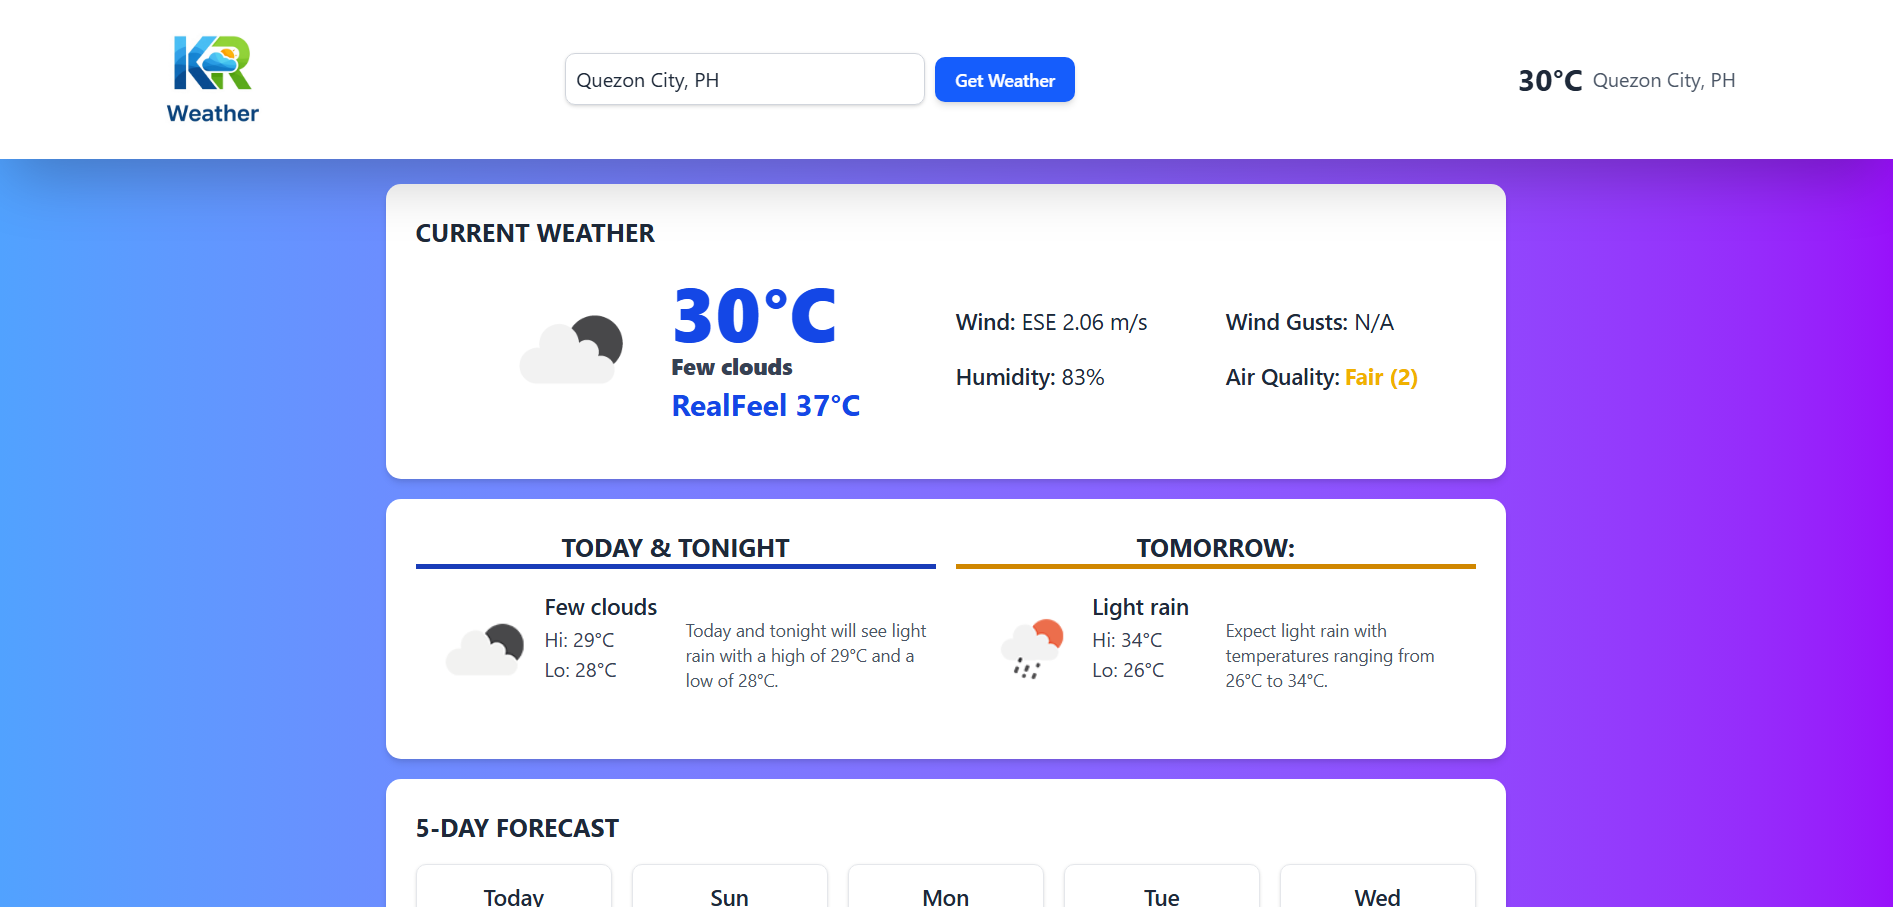 KR
Weather
Quezon City, PH
Get Weather
30°C Quezon City, PH
CURRENT WEATHER
30°C
Few clouds
RealFeel 37°C
Wind: ESE 2.06 m/s
Wind Gusts: N/A
Humidity: 83%
Air Quality: Fair (2)
TODAY & TONIGHT
Few clouds
Hi: 29°C
Lo: 28°C
Today and tonight will see light
rain with a high of 29°C and a
low of 28°C.
TOMORROW:
Light rain
Hi: 34°C
Lo: 26°C
Expect light rain with
temperatures ranging from
26°C to 34°C.
5-DAY FORECAST
Today
Sun
Mon
Tue
Wed